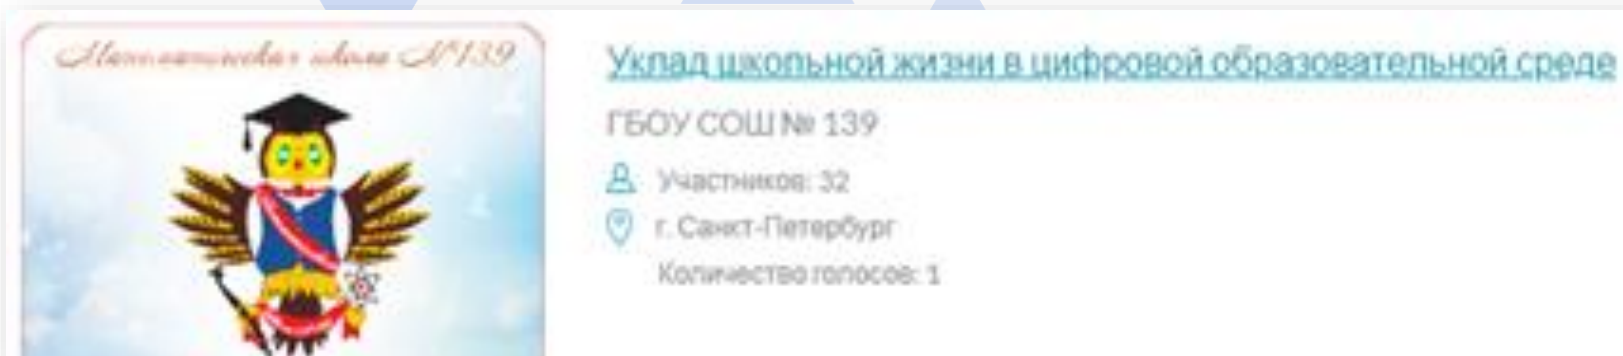 школа №139
Уклад школьной жизни в цифровой образовательной среде
ГБОУ СОШ № 139
Участников: 32
г. Санкт-Петербург
Количество голосов: 1